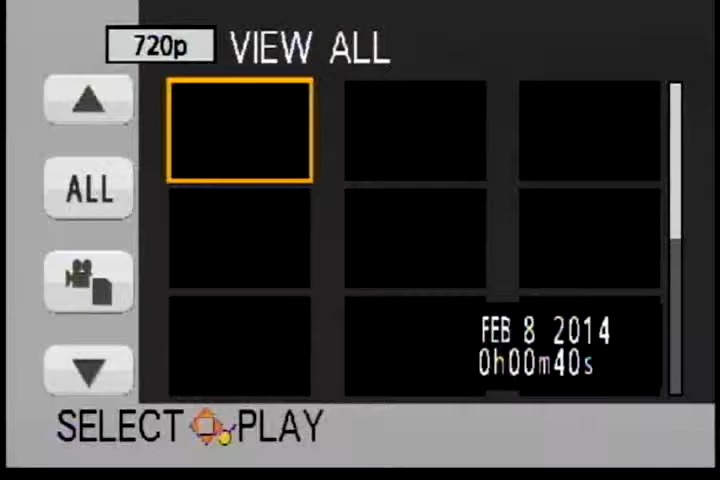 720p VIEW ALL
ALL
FEB 8 2014
0h00m40s
SELECT PLAY